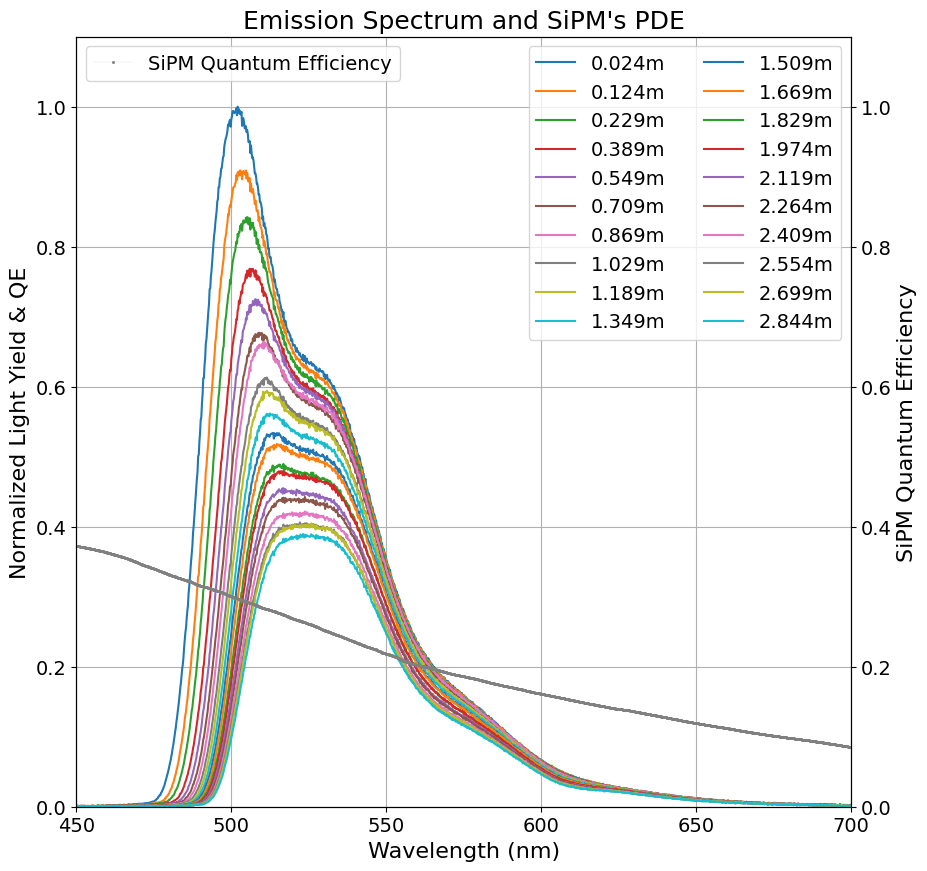 Emission Spectrum and SiPM's PDE
SiPM Quantum Efficiency
0.024m 1.509m
0.124m 1.669m
0.229m 1.829m
0.389m 1.974m
0.549m 2.119m
0.709m 2.264m
0.869m 2.409m
1.029m 2.554m
1.189m 2.699m
1.349m 2.844m
Normalized Light Yield & QE
1.0
0.8
0.6
0.4
0.2
0.0
1.0
0.8
0.6
0.4
0.2
0.0
SiPM Quantum Efficiency
450 500 550 600 650 700
Wavelength (nm)